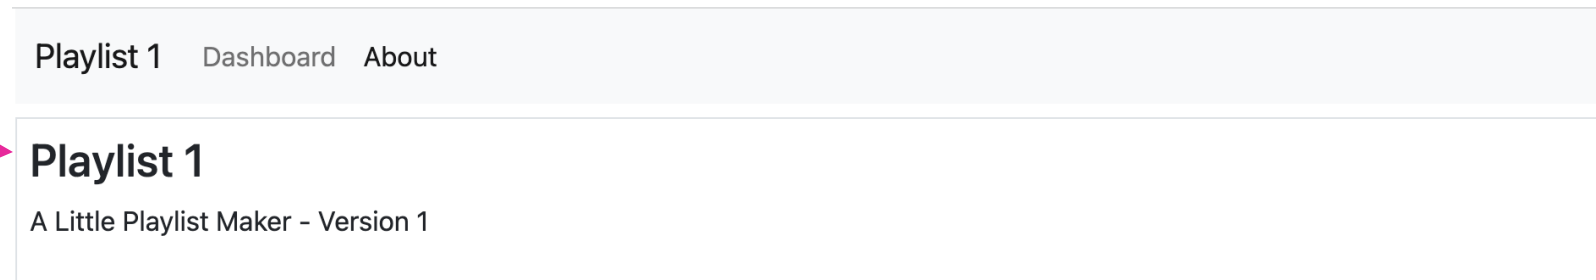 Playlist 1 Dashboard About
Playlist 1
A Little Playlist Maker - Version 1